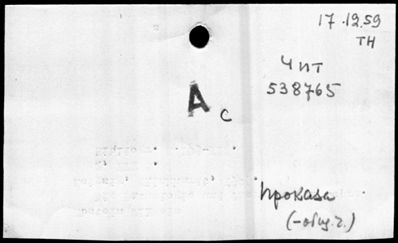 17.12.59
ТН
Чит
538765
А с
проказа
(–общ.ч.)